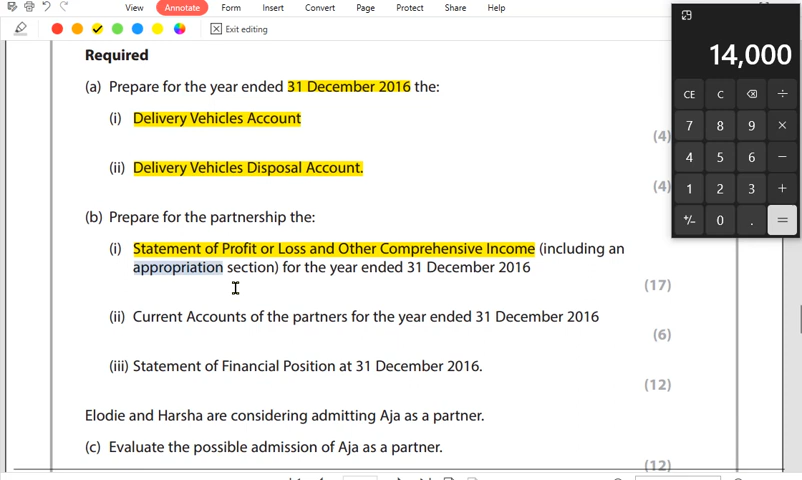 View Annotate Form Insert Convert Page Protect Share Help
Exit editing
Required
(a) Prepare for the year ended 31 December 2016 the:
(i) Delivery Vehicles Account
(4)
(ii) Delivery Vehicles Disposal Account.
(4)
(b) Prepare for the partnership the:
(i) Statement of Profit or Loss and Other Comprehensive Income (including an
appropriation section) for the year ended 31 December 2016
(17)
(ii) Current Accounts of the partners for the year ended 31 December 2016
(6)
(iii) Statement of Financial Position at 31 December 2016.
(12)
Elodie and Harsha are considering admitting Aja as a partner.
(c) Evaluate the possible admission of Aja as a partner.
(12)
14,000
CE C ÷
7 8 9 ×
4 5 6 −
1 2 3 +
+/− 0 . =